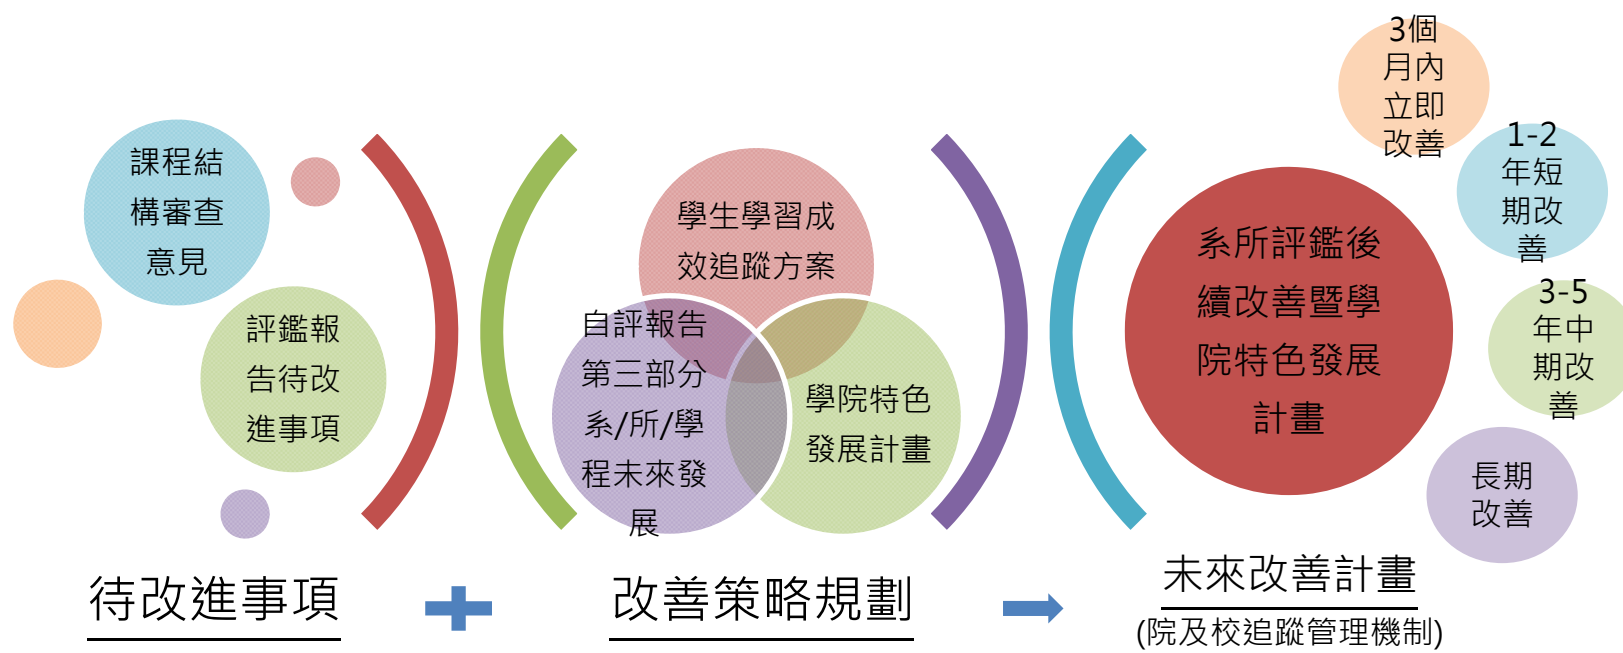 課程結
構審查
意見
評鑑報
告待改
進事項
待改進事項
學生學習成
效追蹤方案
自評報告
第三部分
系/所/學
程未來發
展
學院特色
發展計畫
改善策略規劃
系所評鑑後
續改善暨學
院特色發展
計畫
3個
月內
立即
改善
1-2
年短
期改
善
3-5
年中
期改
善
長期
改善
未來改善計畫
(院及校追蹤管理機制)